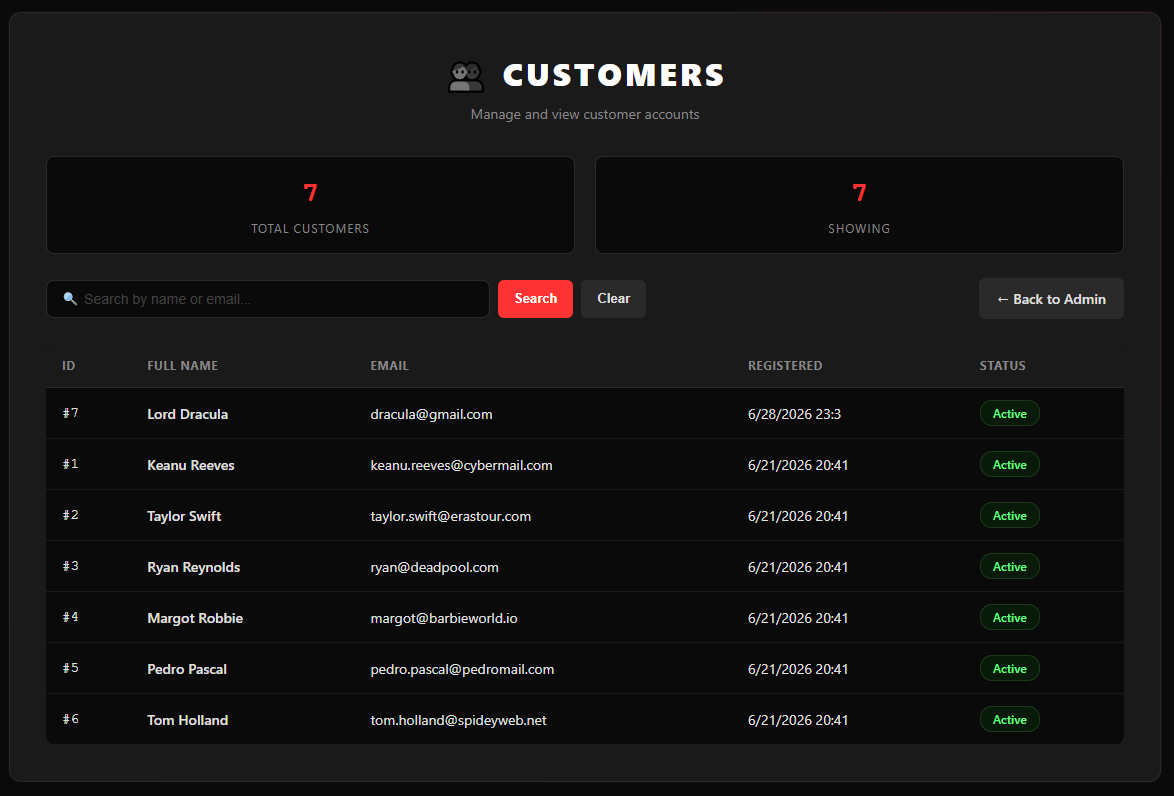 CUSTOMERS
Manage and view customer accounts
7
TOTAL CUSTOMERS
7
SHOWING
Search by name or email...
Search
Clear
← Back to Admin
ID FULL NAME EMAIL REGISTERED STATUS
#7 Lord Dracula dracula@gmail.com 6/28/2026 23:3 Active
#1 Keanu Reeves keanu.reeves@cybermail.com 6/21/2026 20:41 Active
#2 Taylor Swift taylor.swift@erastour.com 6/21/2026 20:41 Active
#3 Ryan Reynolds ryan@deadpool.com 6/21/2026 20:41 Active
#4 Margot Robbie margot@barbieworld.io 6/21/2026 20:41 Active
#5 Pedro Pascal pedro.pascal@pedromail.com 6/21/2026 20:41 Active
#6 Tom Holland tom.holland@spideyweb.net 6/21/2026 20:41 Active